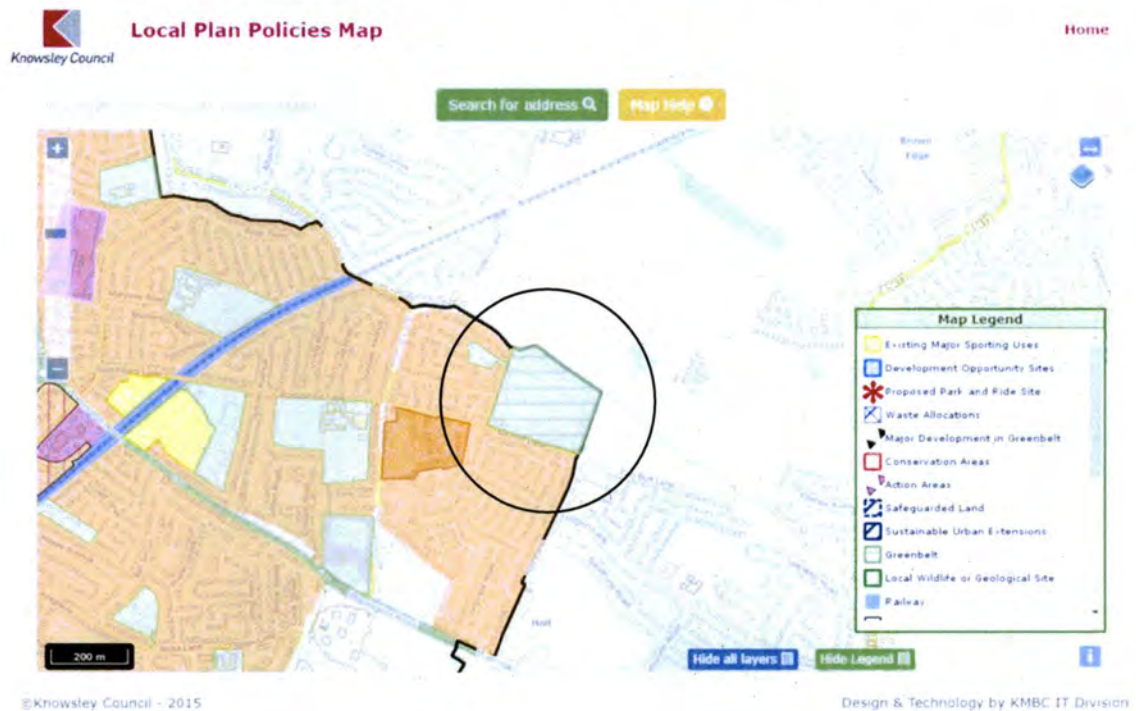 Knowsley Council
Local Plan Policies Map
Home
Search for address
Map Help
Brown
Edge
Map Legend
Existing Major Sporting Uses
Development Opportunity Sites
Proposed Park and Ride Site
Waste Allocations
Major Development in Greenbelt
Conservation Areas
Action Areas
Safeguarded Land
Sustainable Urban Extensions
Greenbelt
Local Wildlife or Geological Site
Railway
200 m
Hide all layers
Hide Legend
©Knowsley Council - 2015
Design & Technology by KMBC IT Division